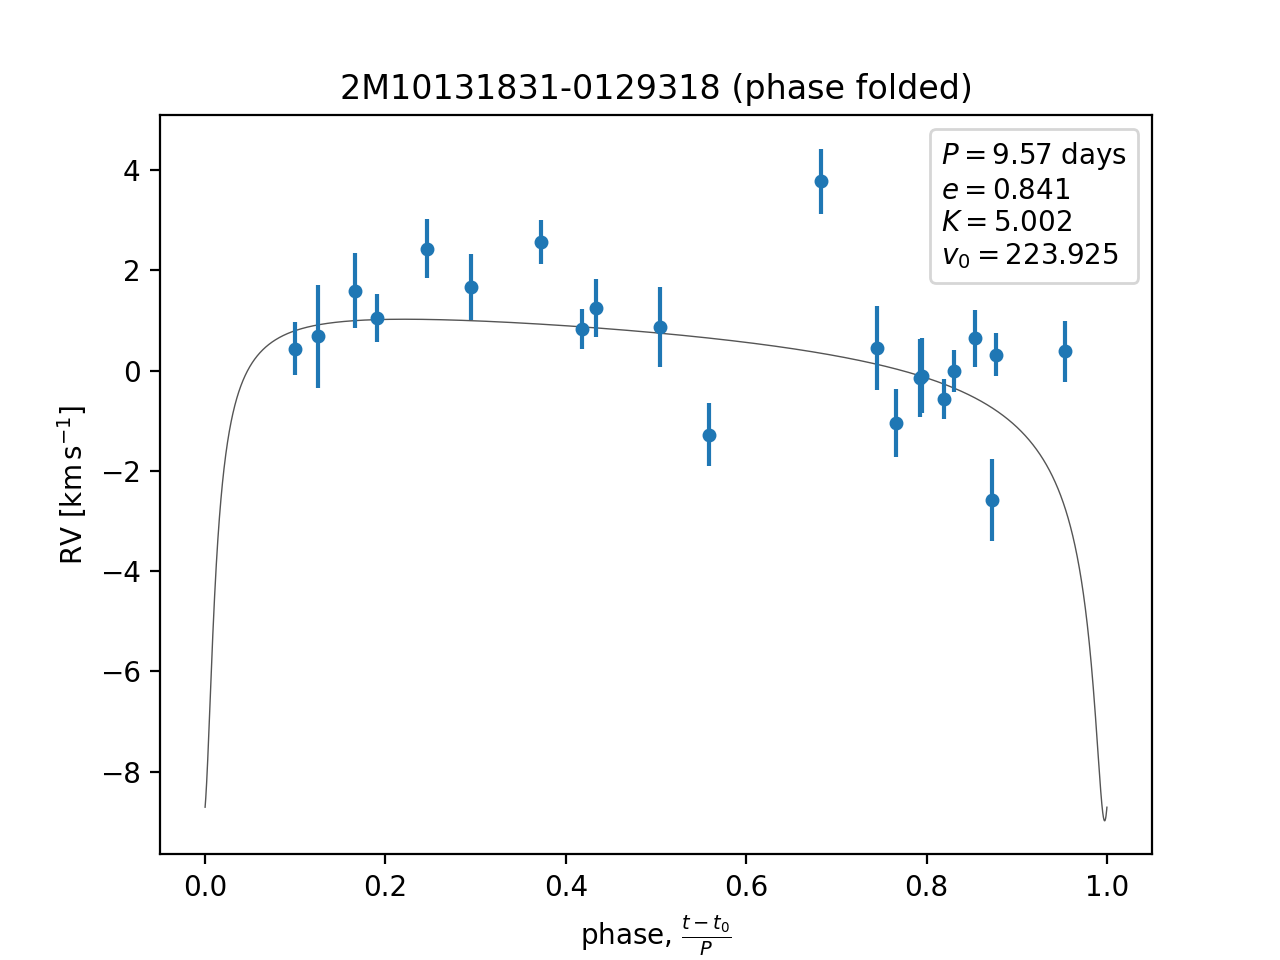 2M10131831-0129318 (phase folded)
P = 9.57 days
e = 0.841
K = 5.002
v₀ = 223.925
4
2
0
−2
−4
−6
−8
RV [km s⁻¹]
0.0 0.2 0.4 0.6 0.8 1.0
phase, (t − t₀)/P